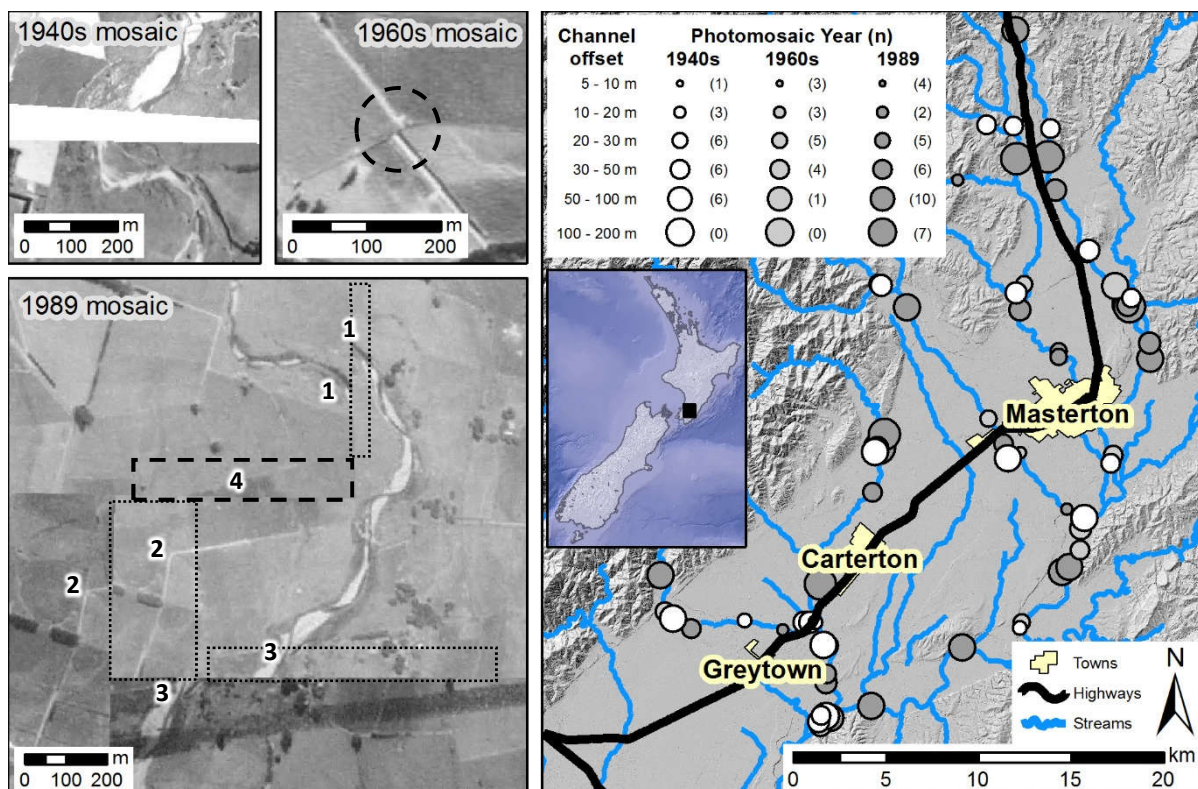 1940s mosaic
0 100 200
m
1960s mosaic
0 100 200
m
1989 mosaic
1
1
4
2
2
3
3
0 100 200
m
Channel offset
Photomosaic Year (n)
1940s 1960s 1989
5 - 10 m (1) (3) (4)
10 - 20 m (3) (3) (2)
20 - 30 m (6) (5) (5)
30 - 50 m (6) (4) (6)
50 - 100 m (6) (1) (10)
100 - 200 m (0) (0) (7)
Masterton
Carterton
Greytown
Towns
Highways
Streams
N
0 5 10 15 20
km